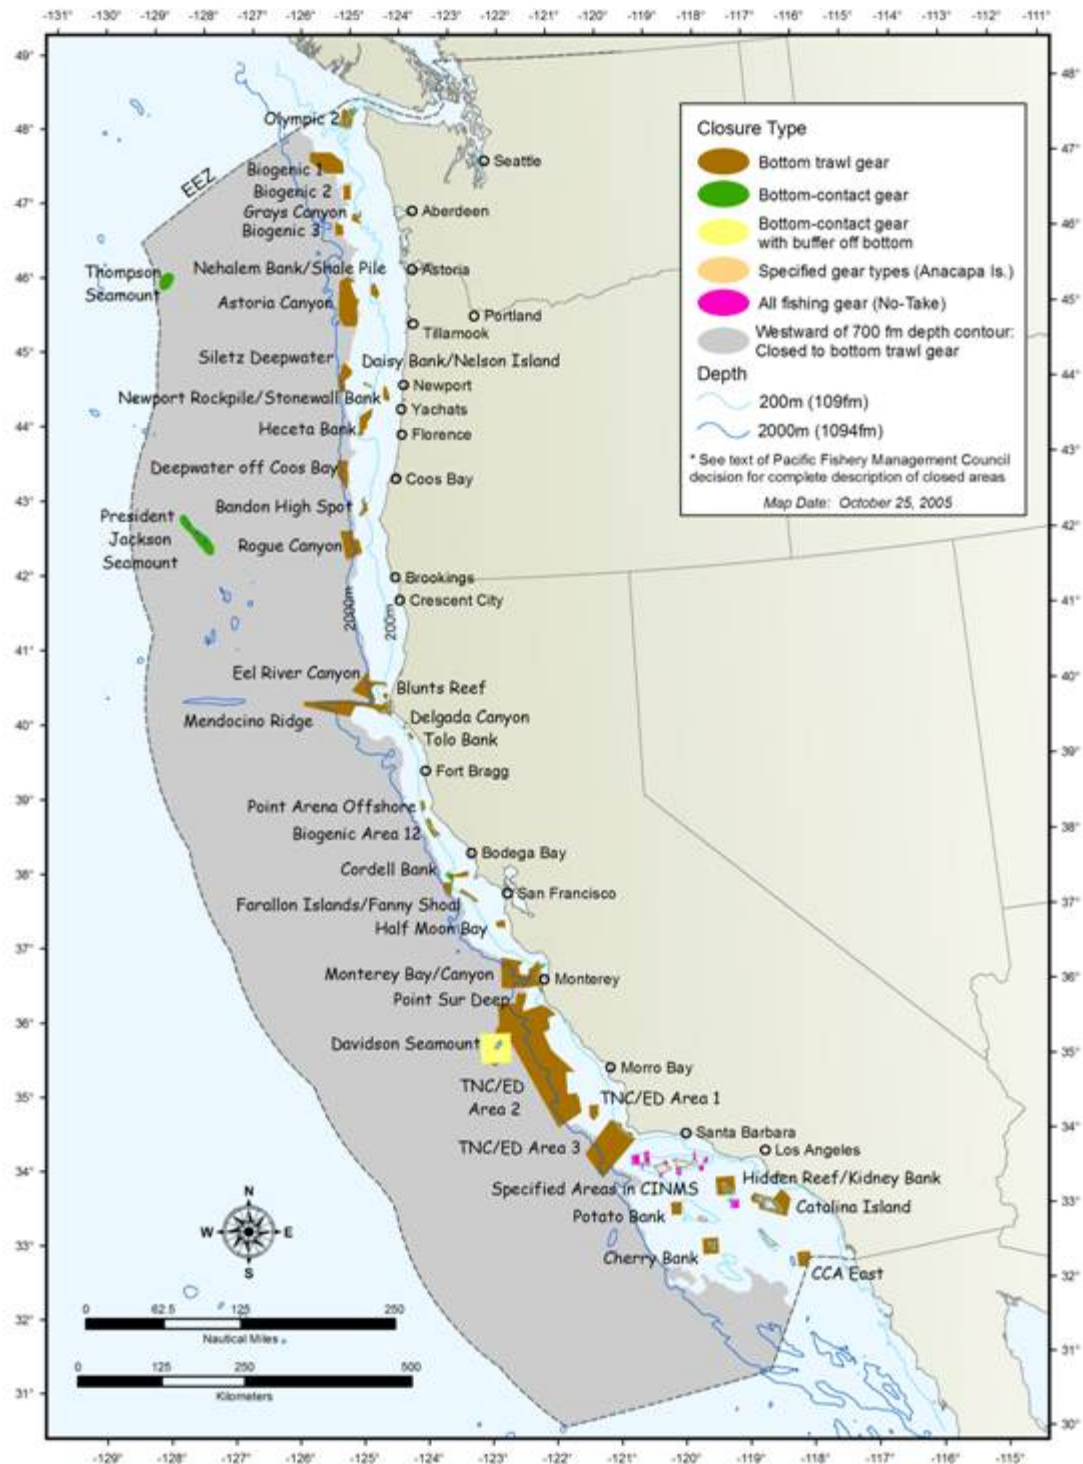 -131° -130° -129° -128° -127° -126° -125° -124° -123° -122° -121° -120° -119° -118° -117° -116° -115° -114° -113° -112° -111°
49°
48°
47°
46°
45°
44°
43°
42°
41°
40°
39°
38°
37°
36°
35°
34°
33°
32°
31°
48°
47°
46°
45°
44°
43°
42°
41°
40°
39°
38°
37°
36°
35°
34°
33°
32°
31°
30°
EEZ
Olympic 2
Biogenic 1
Biogenic 2
Grays Canyon
Biogenic 3
Nehalem Bank/Shale Pile
Thompson
Seamount
Astoria Canyon
Siletz Deepwater
Daisy Bank/Nelson Island
Newport Rockpile/Stonewall Bank
Heceta Bank
Deepwater off Coos Bay
Bandon High Spot
President
Jackson
Seamount
Rogue Canyon
2000m
200m
Eel River Canyon
Blunts Reef
Mendocino Ridge
Delgada Canyon
Tolo Bank
Point Arena Offshore
Biogenic Area 12
Cordell Bank
Farallon Islands/Fanny Shoal
Half Moon Bay
Monterey Bay/Canyon
Point Sur Deep
Davidson Seamount
TNC/ED
Area 2
TNC/ED Area 1
TNC/ED Area 3
Specified Areas in CINMS
Hidden Reef/Kidney Bank
Potato Bank
Catalina Island
Cherry Bank
CCA East
Seattle
Aberdeen
Astoria
Portland
Tillamook
Newport
Yachats
Florence
Coos Bay
Brookings
Crescent City
Fort Bragg
Bodega Bay
San Francisco
Monterey
Morro Bay
Santa Barbara
Los Angeles
Closure Type
Bottom trawl gear
Bottom-contact gear
Bottom-contact gear
with buffer off bottom
Specified gear types (Anacapa Is.)
All fishing gear (No-Take)
Westward of 700 fm depth contour:
Closed to bottom trawl gear
Depth
200m (109fm)
2000m (1094fm)
* See text of Pacific Fishery Management Council
decision for complete description of closed areas
Map Date: October 25, 2005
N
W E
S
0 62.5 125 250
Nautical Miles
0 125 250 500
Kilometers
-129° -128° -127° -126° -125° -124° -123° -122° -121° -120° -119° -118° -117° -116° -115°